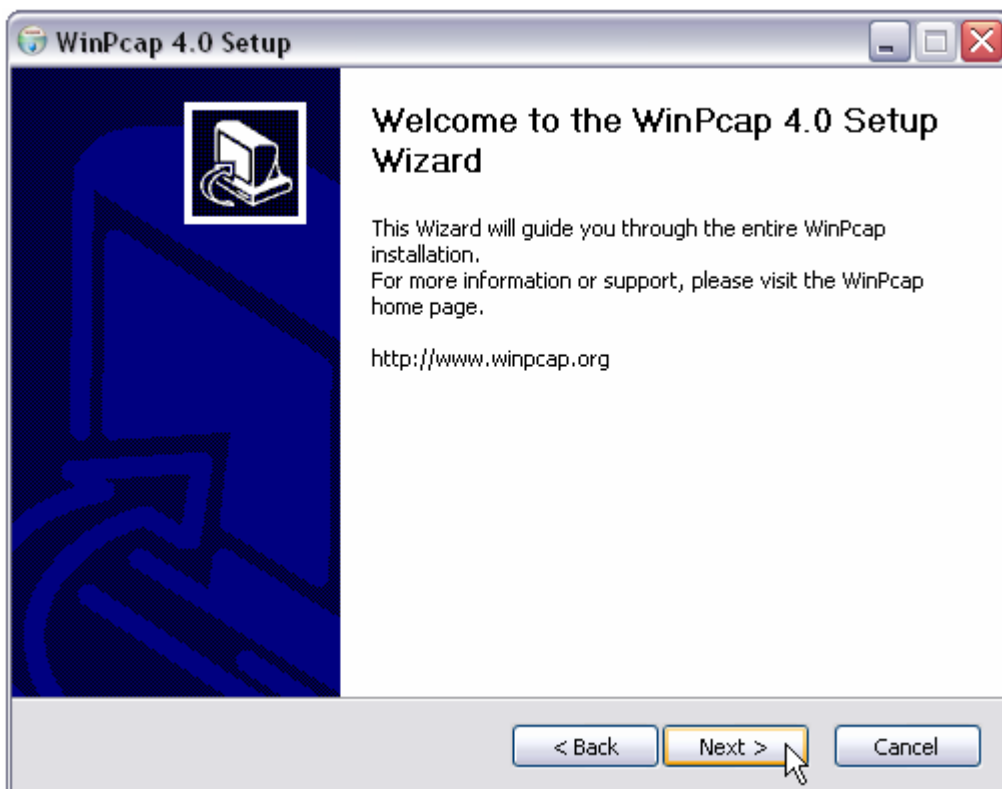 WinPcap 4.0 Setup
Welcome to the WinPcap 4.0 Setup
Wizard
This Wizard will guide you through the entire WinPcap
installation.
For more information or support, please visit the WinPcap
home page.
http://www.winpcap.org
< Back Next > Cancel